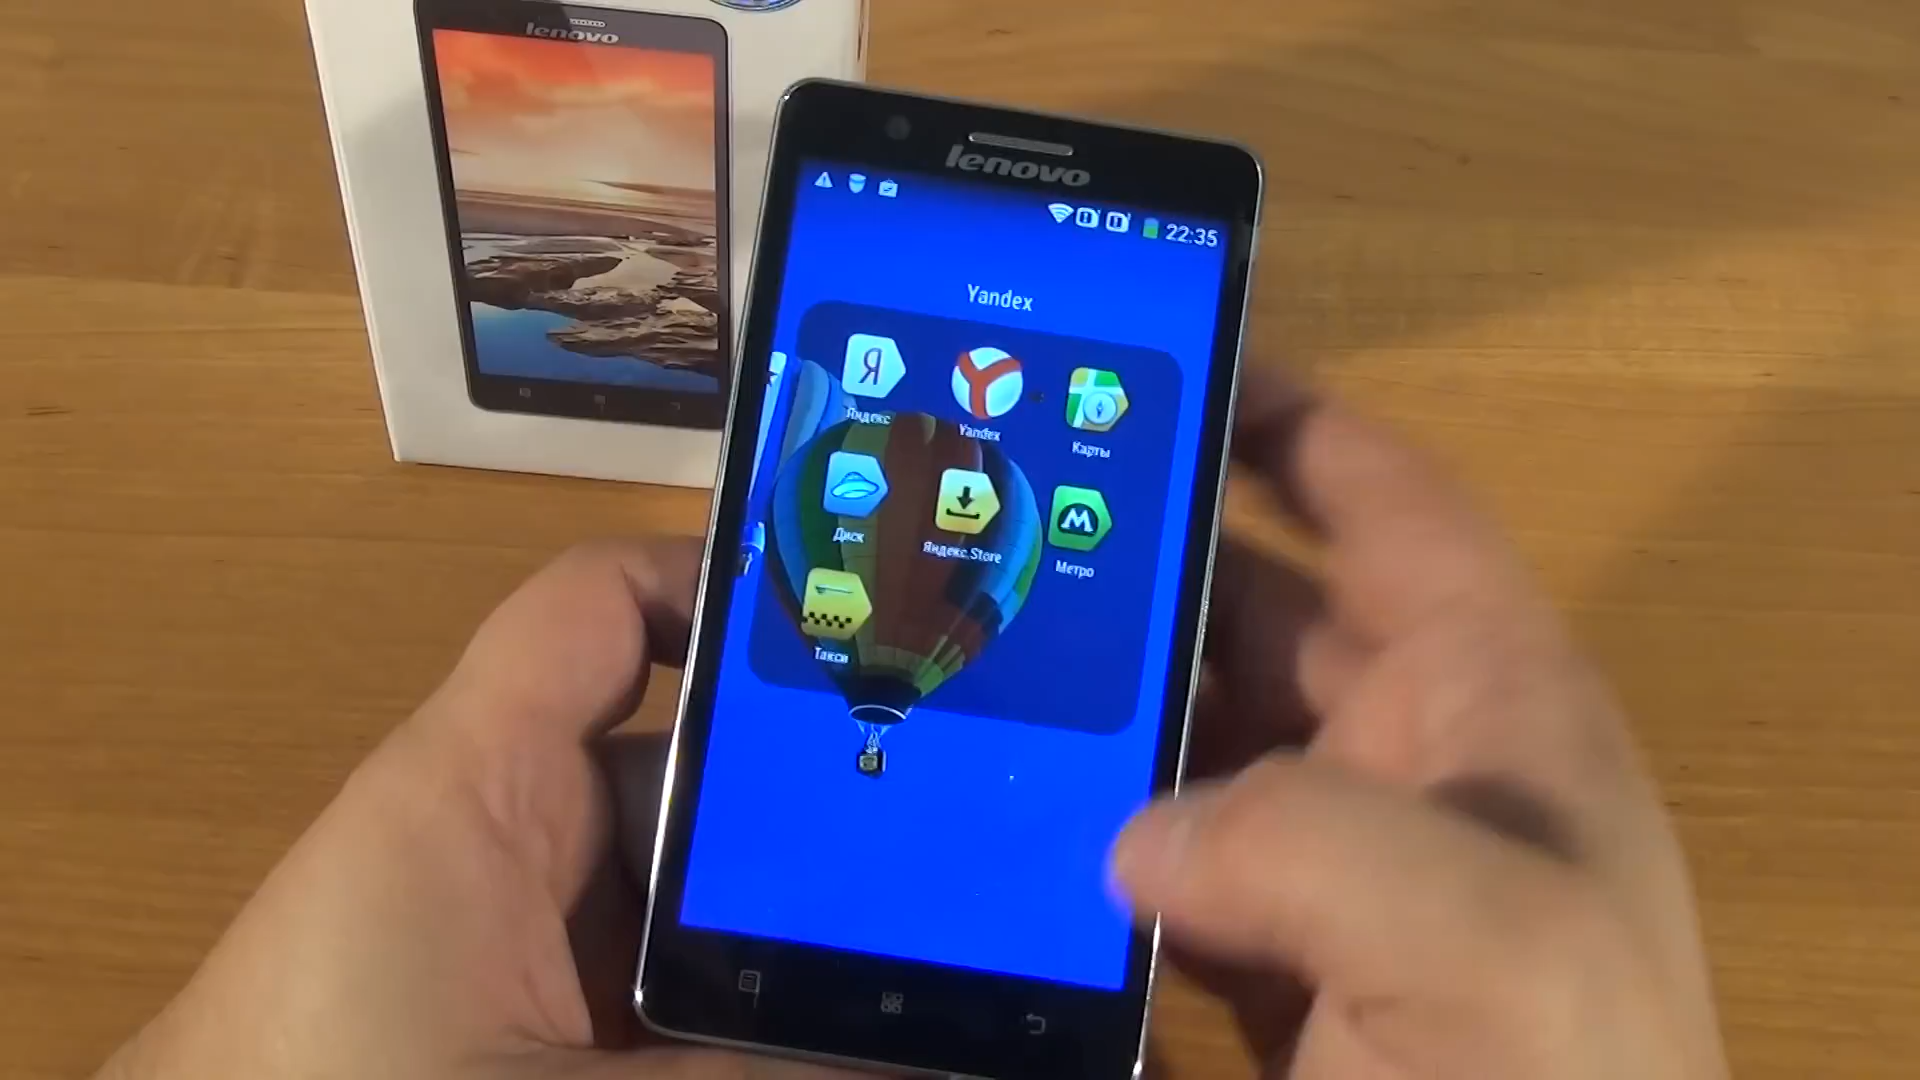 lenovo
lenovo
22:35
Yandex
Я
Яндекс
Yandex
Карты
Диск
Яндекс.Store
M
Метро
Такси